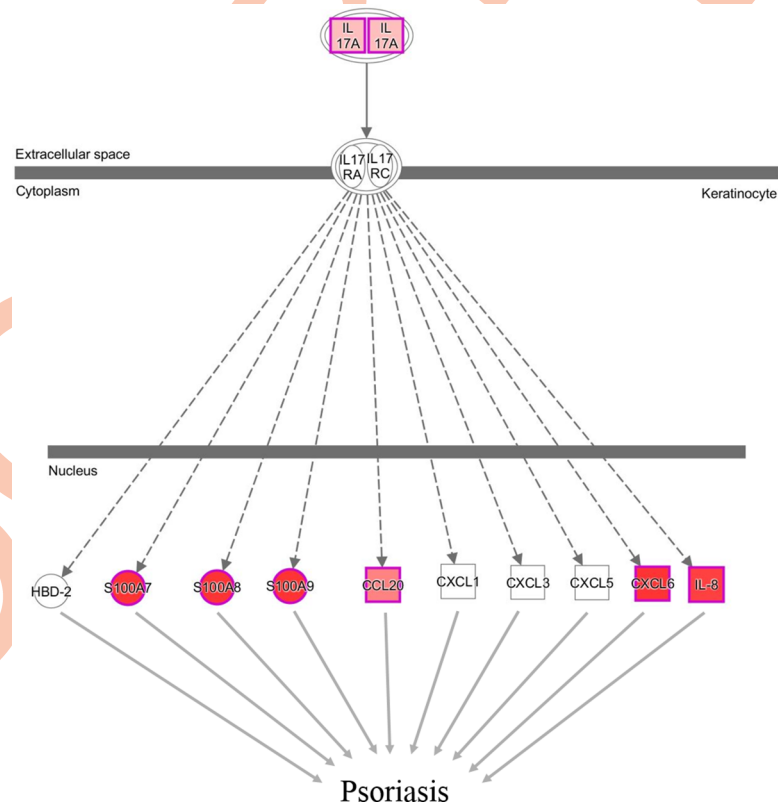 IL IL
17A 17A
Extracellular space
IL17 IL17
RA RC
Cytoplasm
Keratinocyte
Nucleus
HBD-2 S100A7 S100A8 S100A9 CCL20 CXCL1 CXCL3 CXCL5 CXCL6 IL-8
Psoriasis